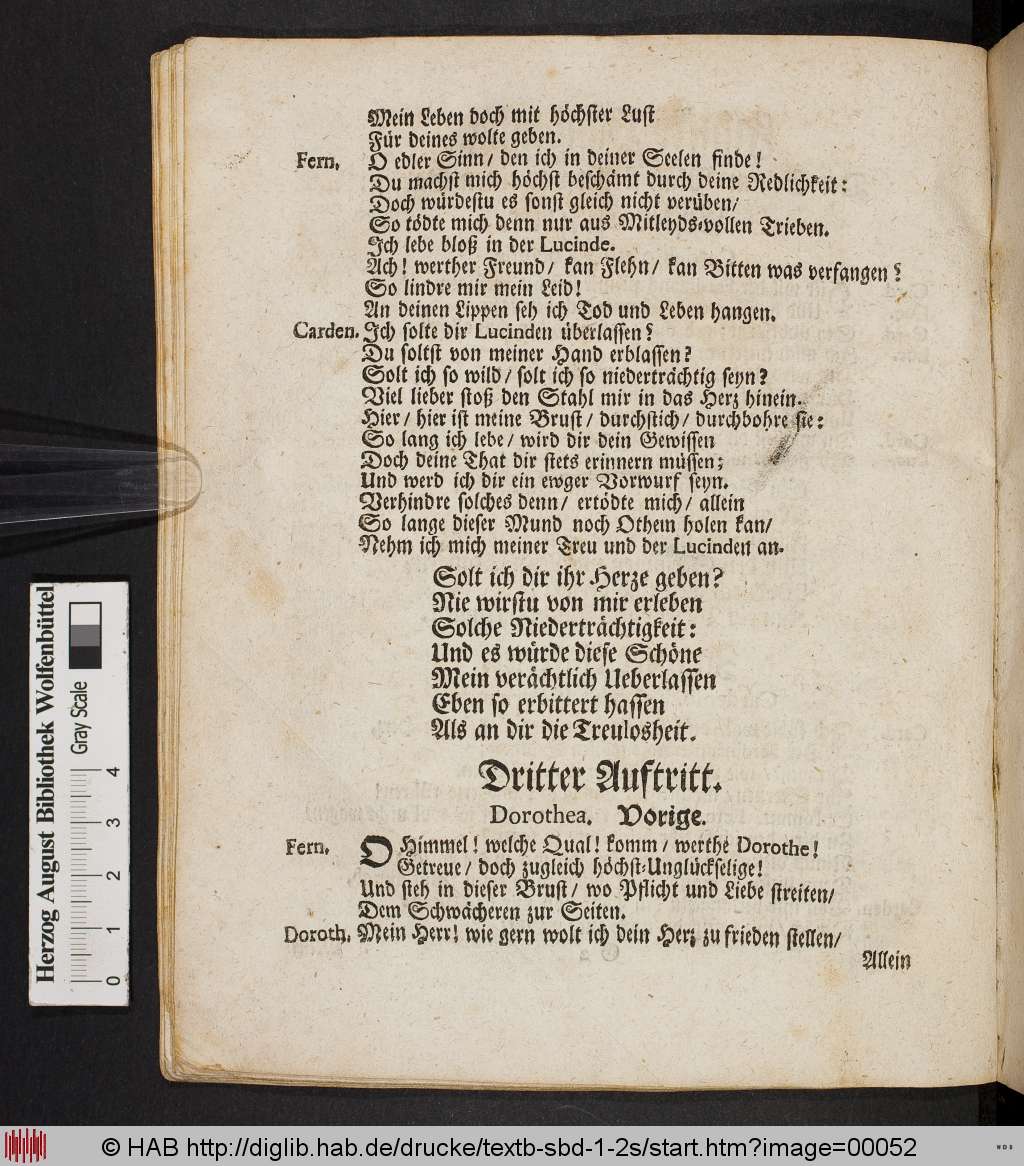 Mein Leben doch mit höchster Lust
Für deines wolte geben.
Fern. O edler Sinn/ den ich in deiner Seelen finde!
Du machst mich höchst beschämt durch deine Redlichkeit:
Doch würdestu es sonst gleich nicht verüben/
So tödte mich denn nur aus Mitleyds-vollen Trieben.
Ich lebe bloß in der Lucinde.
Ach! werther Freund/ kan Flehn/ kan Bitten was verfangen?
So lindre mir mein Leid!
An deinen Lippen seh ich Tod und Leben hangen.
Carden. Ich solte dir Lucinden überlassen?
Du soltst von meiner Hand erblassen?
Solt ich so wild/ solt ich so niederträchtig seyn?
Viel lieber stoß den Stahl mir in das Herz hinein.
Hier/ hier ist meine Brust/ durchstich/ durchbohre sie:
So lang ich lebe/ wird dir dein Gewissen
Doch deine That dir stets erinnern müssen;
Und werd ich dir ein ewger Vorwurf seyn.
Verhindre solches denn/ ertödte mich/ allein
So lange dieser Mund noch Othem holen kan/
Nehm ich mich meiner Treu und der Lucinden an.
Solt ich dir ihr Herze geben?
Nie wirstu von mir erleben
Solche Niederträchtigkeit:
Und es würde diese Schöne
Mein verächtlich Ueberlassen
Eben so erbittert hassen
Als an dir die Treulosheit.
Dritter Auftritt.
Dorothea. Vorige.
Fern. O Himmel! welche Qual! komm/ werthe Dorothe!
Getreue/ doch zugleich höchst-Unglückselige!
Und steh in dieser Brust/ wo Pflicht und Liebe streiten/
Dem Schwächeren zur Seiten.
Doroth. Mein Herr! wie gern wolt ich dein Herz zu frieden stellen/
Allein
Herzog August Bibliothek Wolfenbüttel
Gray Scale
0 1 2 3 4
© HAB http://diglib.hab.de/drucke/textb-sbd-1-2s/start.htm?image=00052